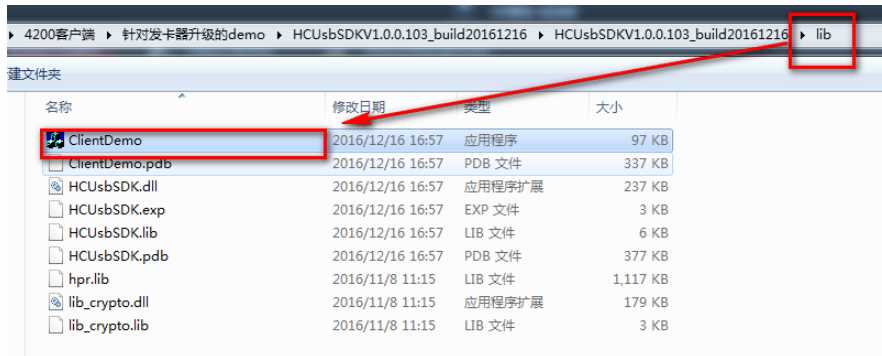 4200客户端 针对发卡器升级的demo HCUsbSDKV1.0.0.103_build20161216 HCUsbSDKV1.0.0.103_build20161216 lib
建文件夹
名称 修改日期 类型 大小
ClientDemo 2016/12/16 16:57 应用程序 97 KB
ClientDemo.pdb 2016/12/16 16:57 PDB 文件 337 KB
HCUsbSDK.dll 2016/12/16 16:57 应用程序扩展 237 KB
HCUsbSDK.exp 2016/12/16 16:57 EXP 文件 3 KB
HCUsbSDK.lib 2016/12/16 16:57 LIB 文件 6 KB
HCUsbSDK.pdb 2016/12/16 16:57 PDB 文件 377 KB
hpr.lib 2016/11/8 11:15 LIB 文件 1,117 KB
lib_crypto.dll 2016/11/8 11:15 应用程序扩展 179 KB
lib_crypto.lib 2016/11/8 11:15 LIB 文件 3 KB